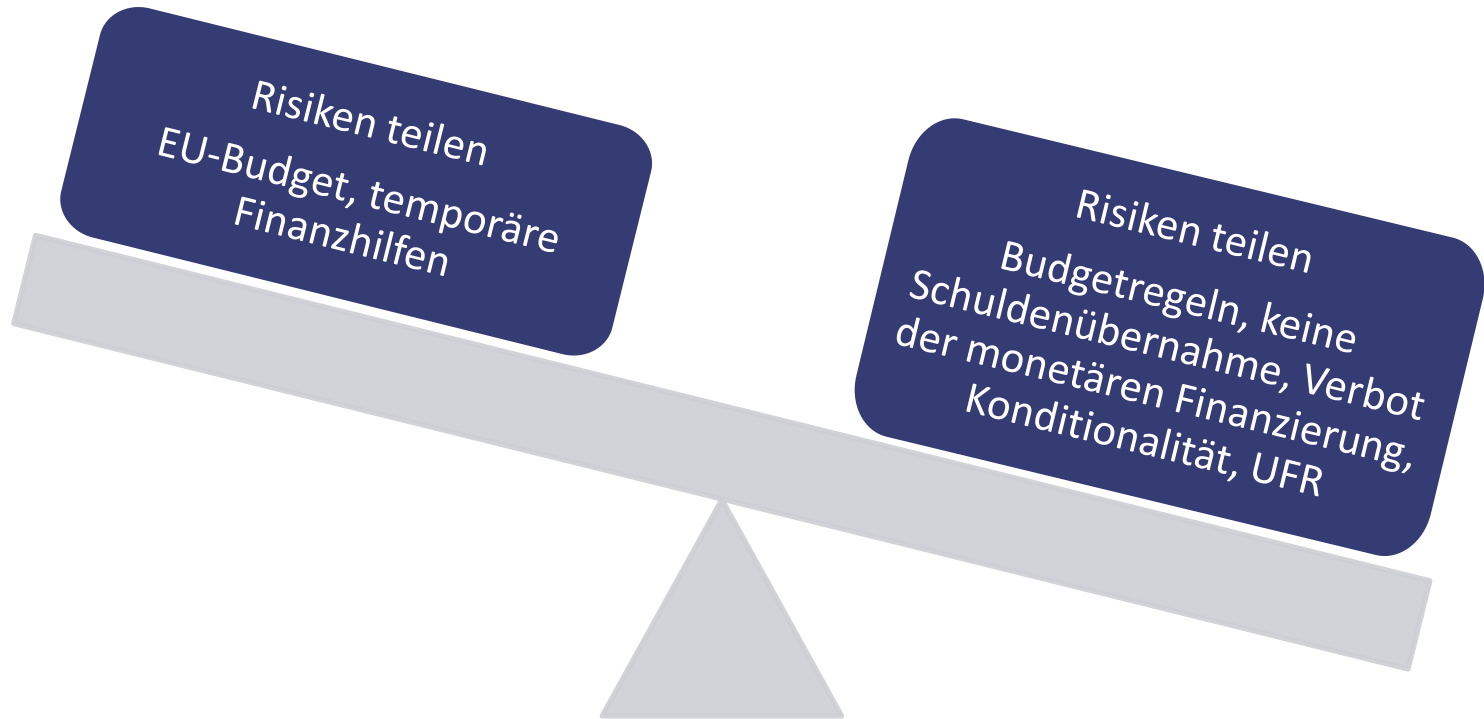 Risiken teilen
EU-Budget, temporäre
Finanzhilfen
Risiken teilen
Budgetregeln, keine
Schuldenübernahme, Verbot
der monetären Finanzierung,
Konditionalität, UFR